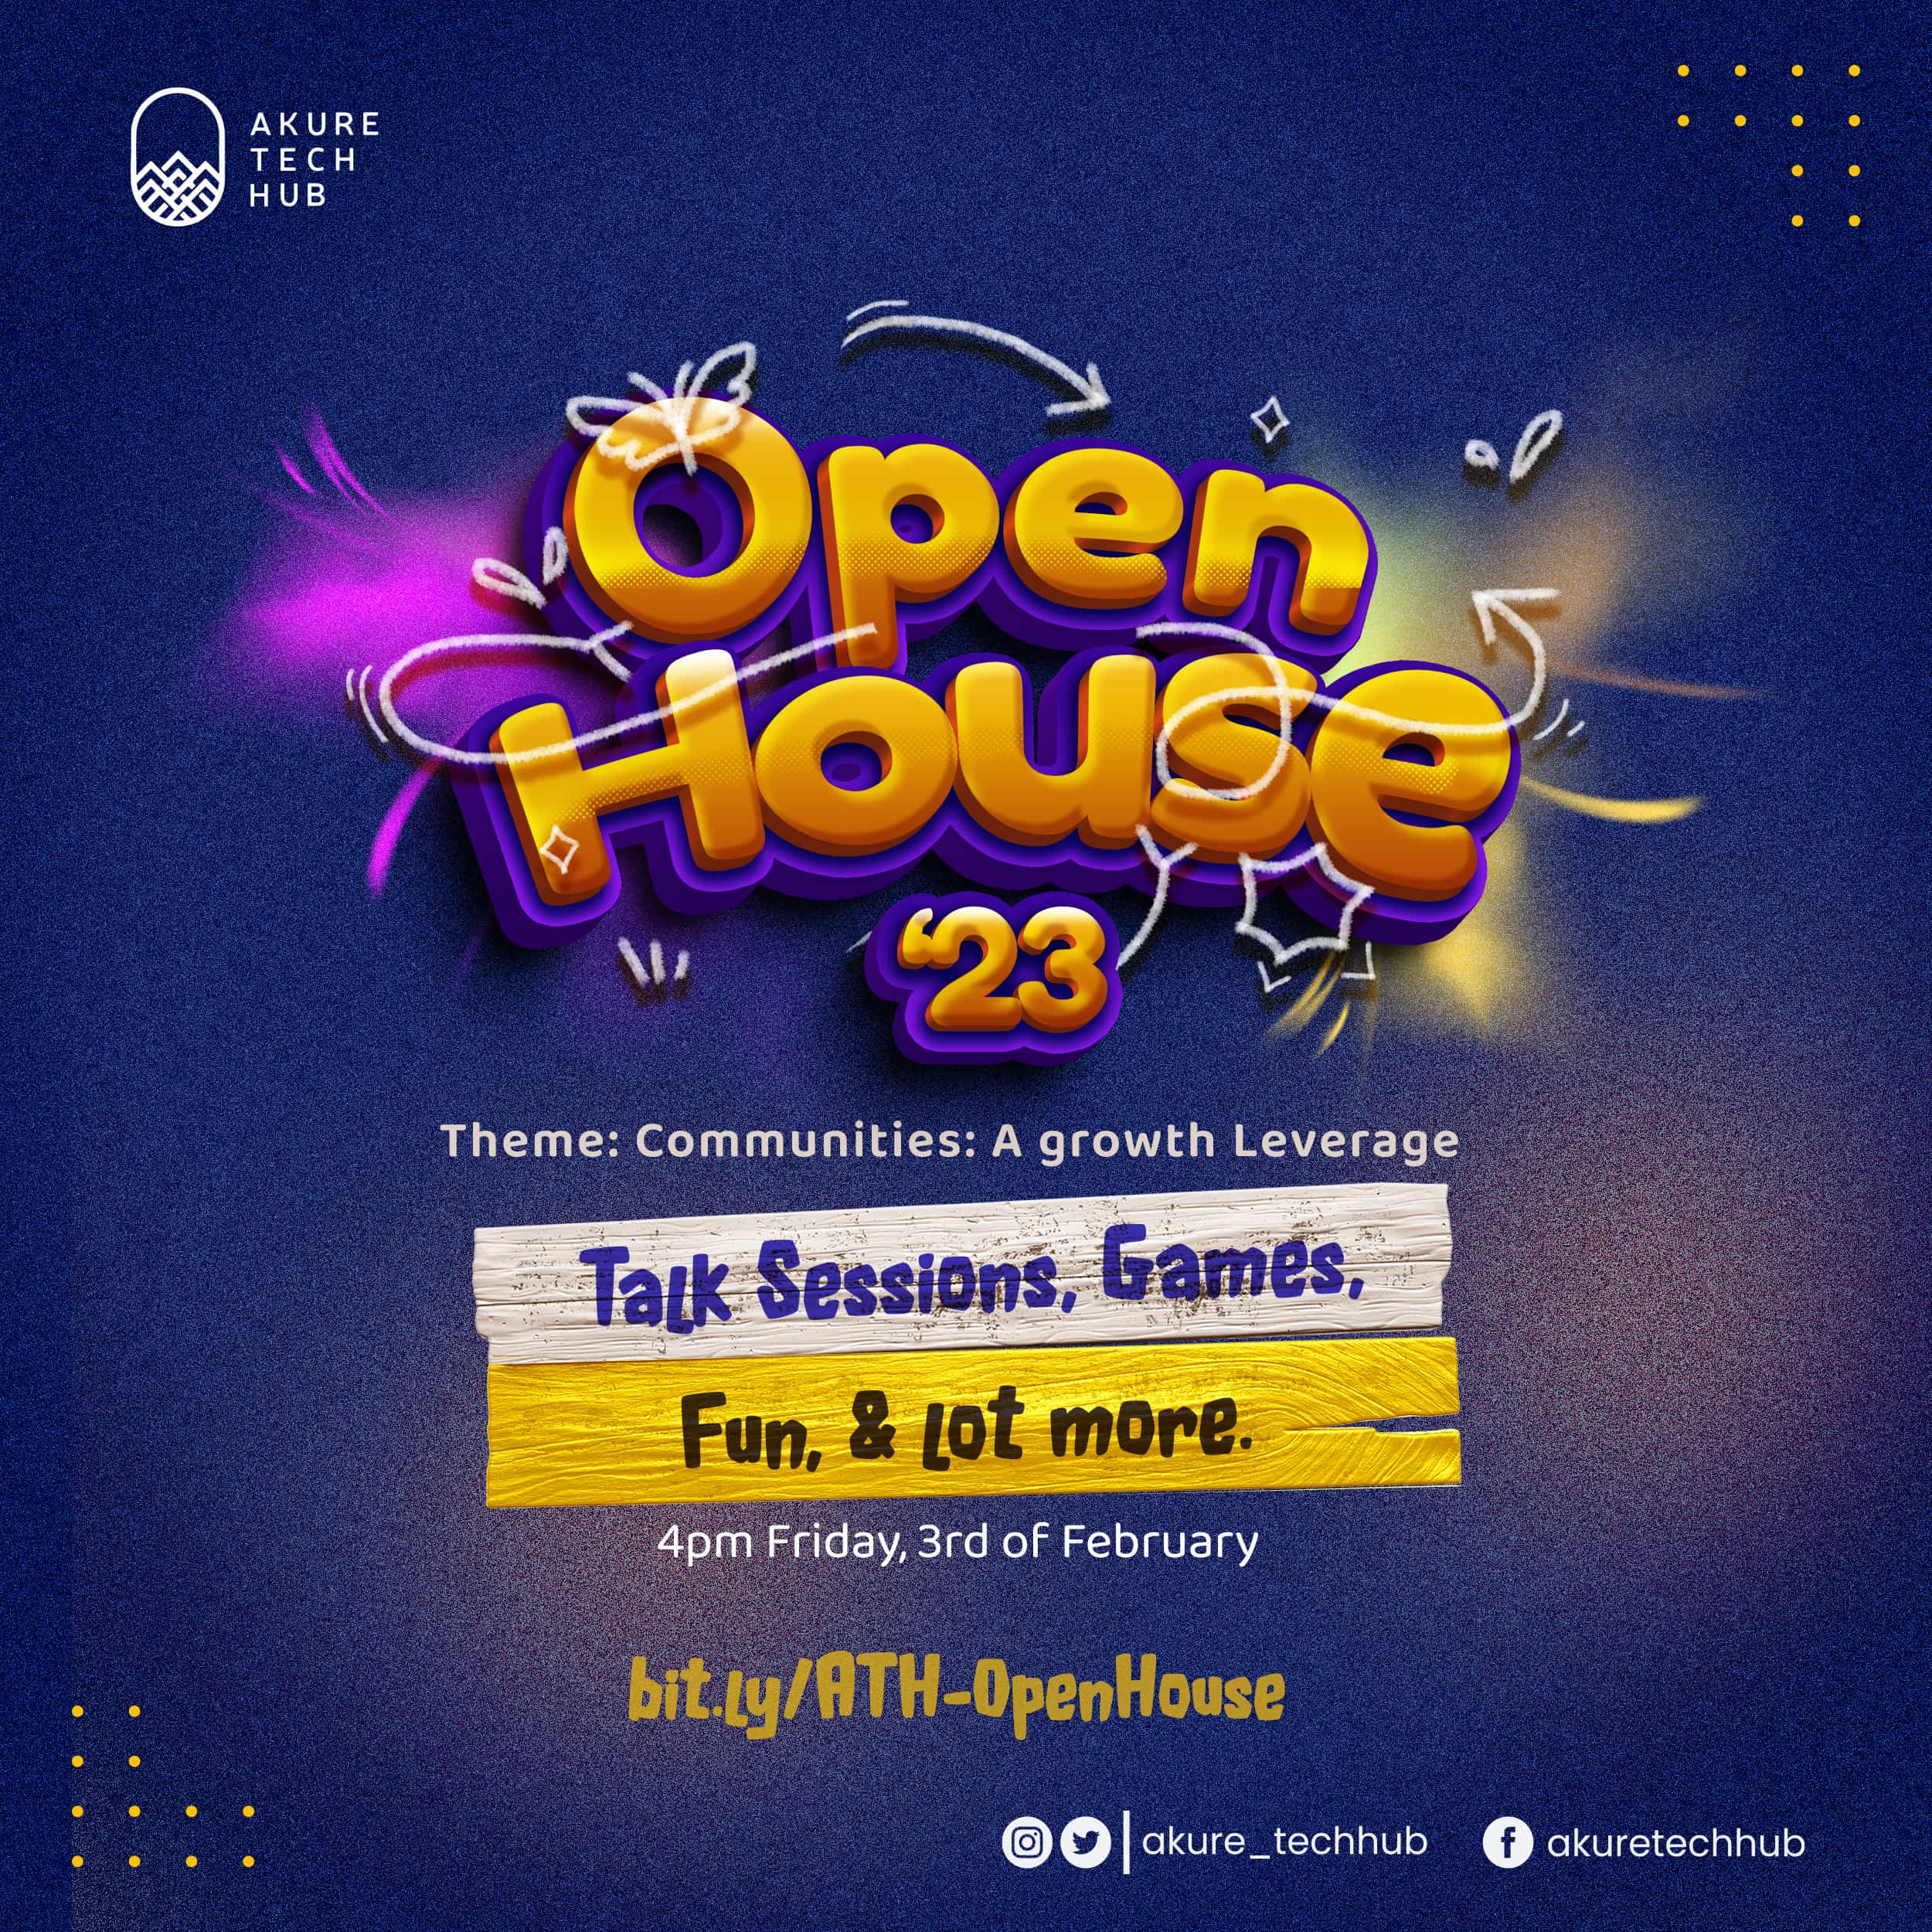 AKURE
TECH
HUB
Open
House
“23
Theme: Communities: A growth Leverage
Talk Sessions, Games,
Fun, & Lot more.
4pm Friday, 3rd of February
bit.ly/ATH-OpenHouse
akure_techhub
akuretechhub